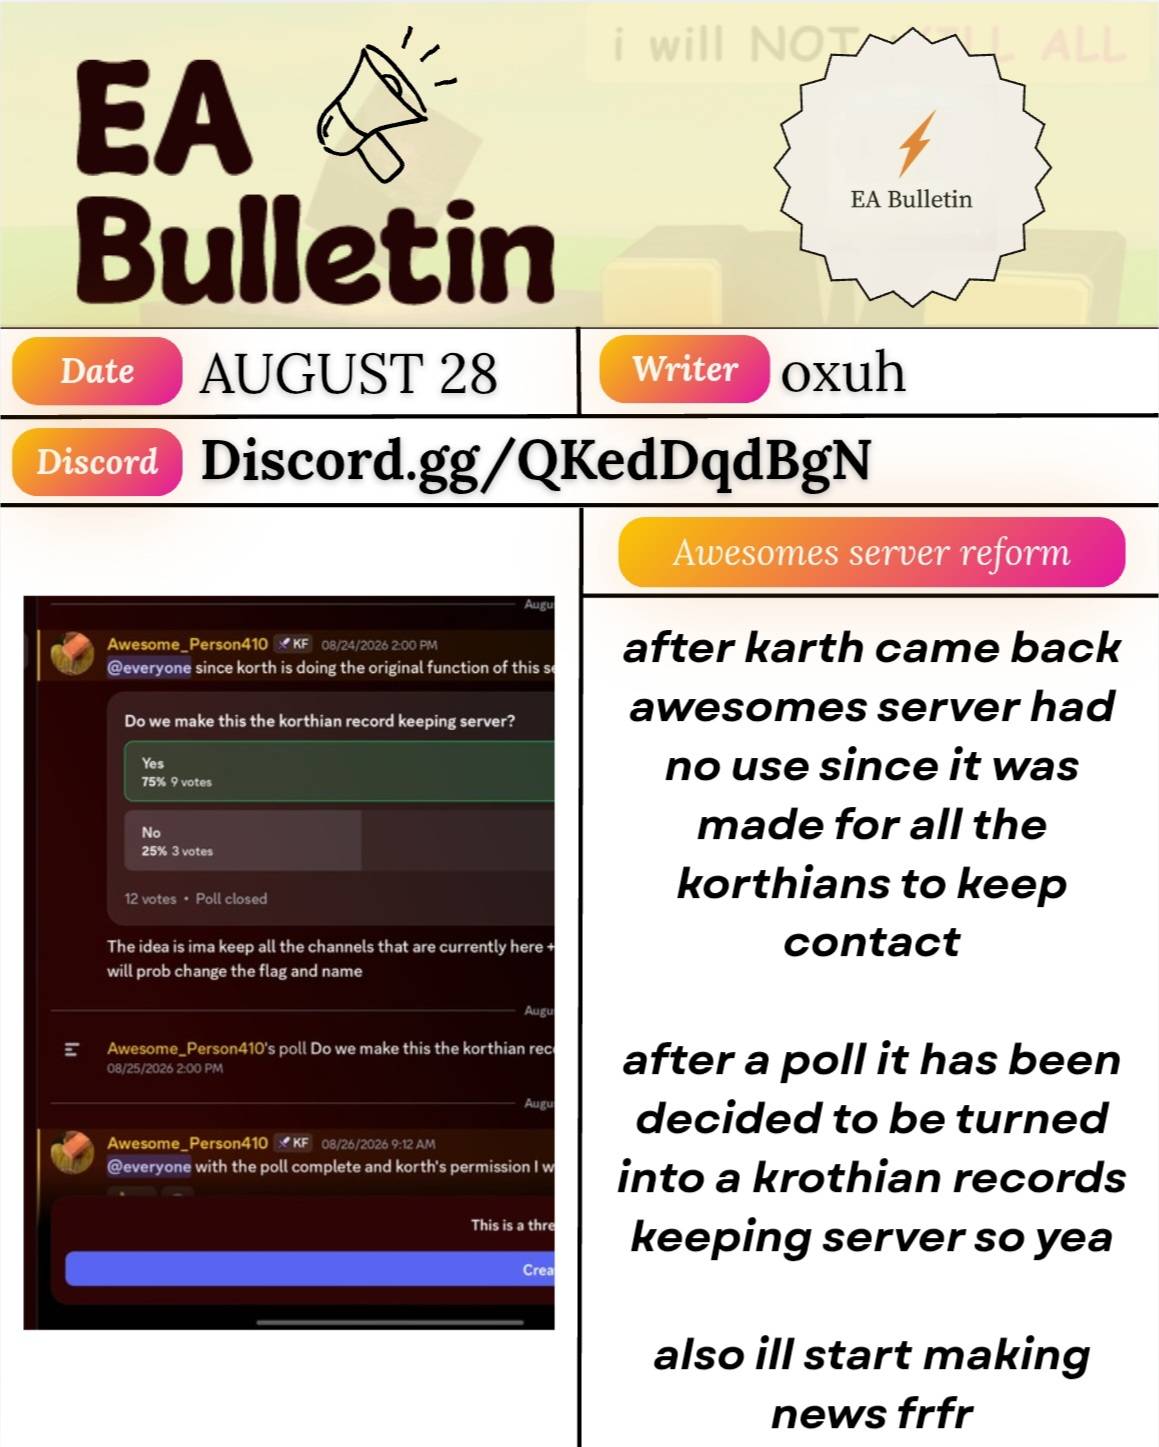 i will NOT ALL
EA
Bulletin
EA Bulletin
Date
AUGUST 28
Writer
oxuh
Discord
Discord.gg/QKedDqdBgN
Augu
Awesome_Person410 KF 08/24/2026 2:00 PM
@everyone since korth is doing the original function of this se
Do we make this the korthian record keeping server?
Yes
75% 9 votes
No
25% 3 votes
12 votes • Poll closed
The idea is ima keep all the channels that are currently here +
will prob change the flag and name
Augu
Awesome_Person410's poll Do we make this the korthian rec
08/25/2026 2:00 PM
Augu
Awesome_Person410 KF 08/26/2026 9:12 AM
@everyone with the poll complete and korth's permission I w
This is a thre
Crea
Awesomes server reform
after karth came back
awesomes server had
no use since it was
made for all the
korthians to keep
contact
after a poll it has been
decided to be turned
into a krothian records
keeping server so yea
also ill start making
news frfr